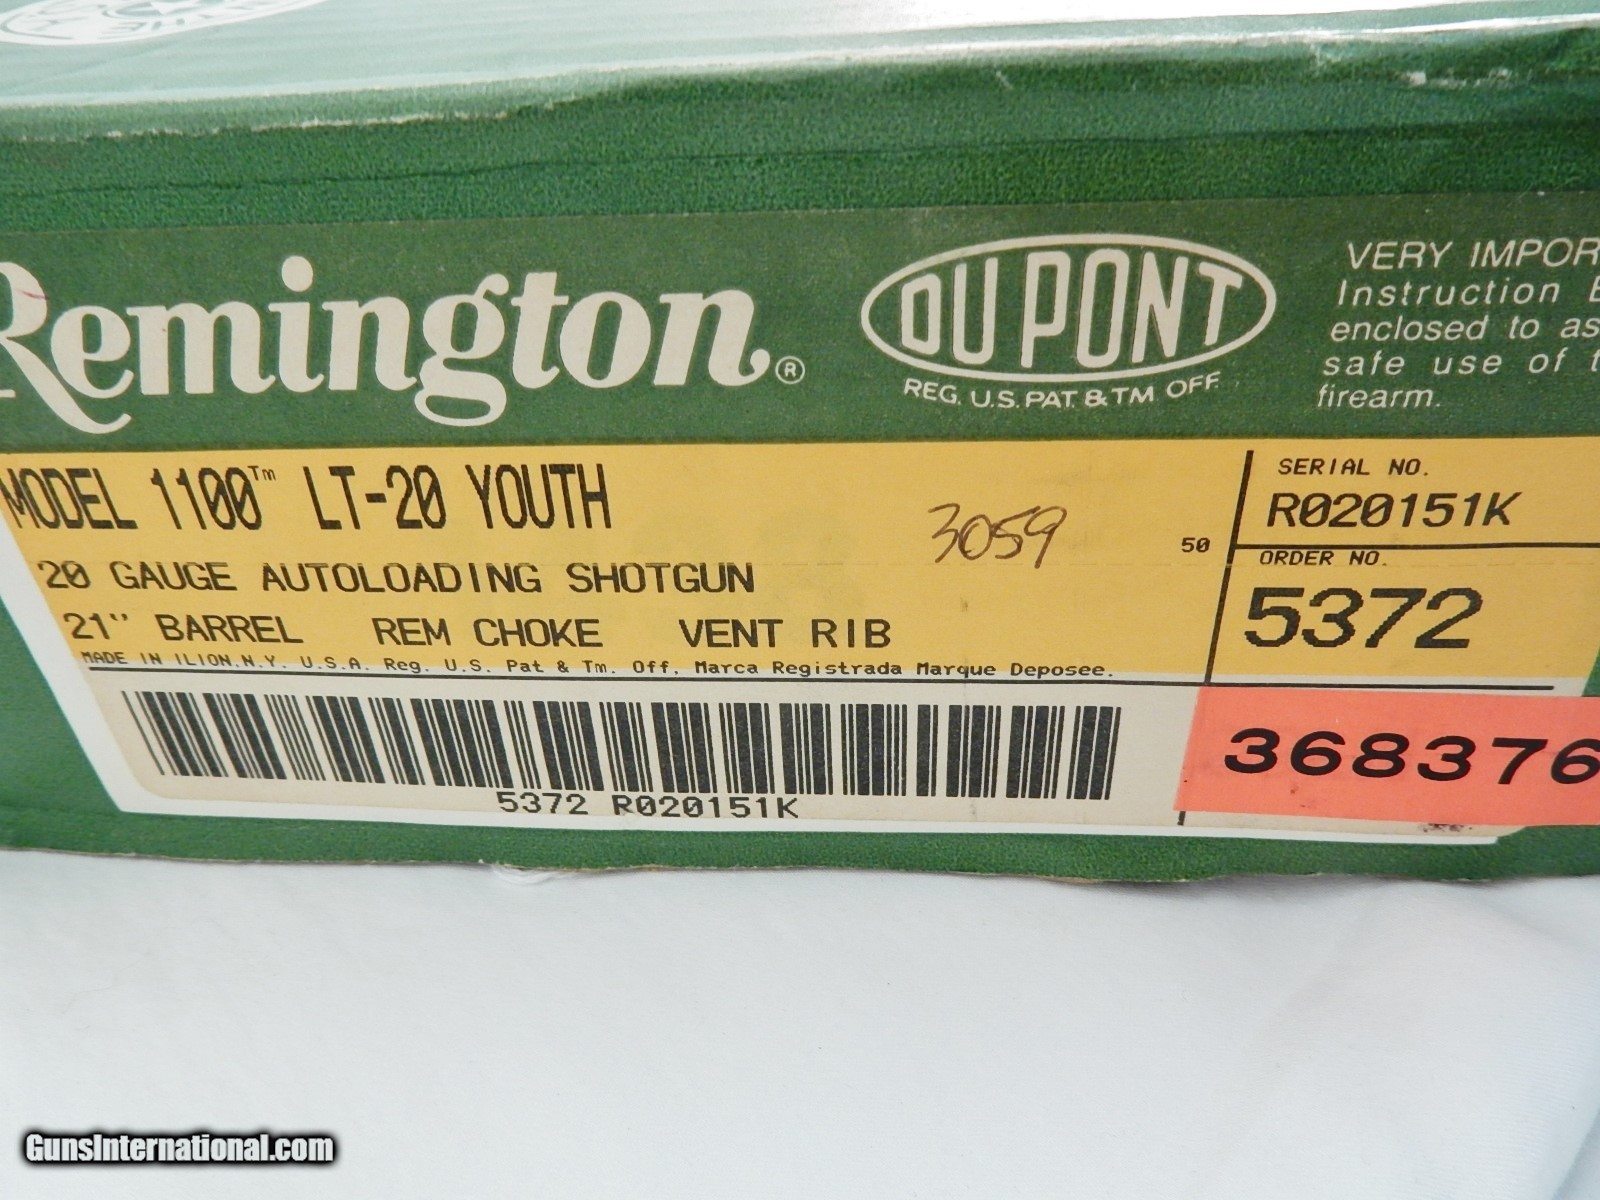 Remington®
DU PONT
REG. U.S. PAT. & TM OFF.
VERY IMPOR
Instruction
enclosed to as
safe use of t
firearm.
MODEL 1100™ LT-20 YOUTH
3059
50
20 GAUGE AUTOLOADING SHOTGUN
21" BARREL REM CHOKE VENT RIB
MADE IN ILION, N.Y. U.S.A. Reg. U.S. Pat & Tm. Off, Marca Registrada Marque Deposee.
SERIAL NO.
R020151K
ORDER NO.
5372
5372 R020151K
368376
GunsInternational.com